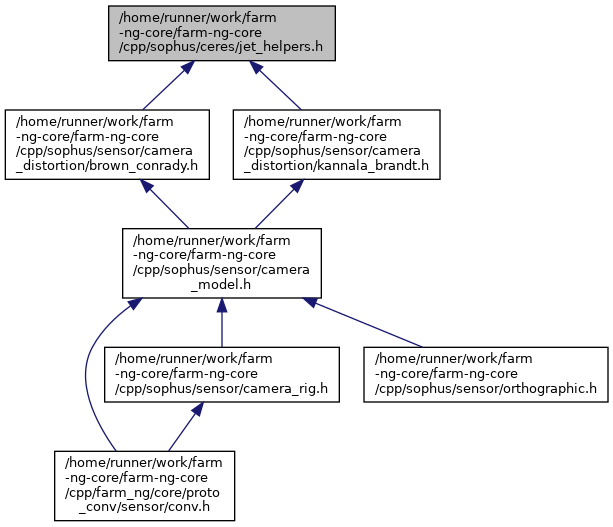 /home/runner/work/farm
-ng-core/farm-ng-core
/cpp/sophus/ceres/jet_helpers.h
/home/runner/work/farm
-ng-core/farm-ng-core
/cpp/sophus/sensor/camera
_distortion/brown_conrady.h
/home/runner/work/farm
-ng-core/farm-ng-core
/cpp/sophus/sensor/camera
_distortion/kannala_brandt.h
/home/runner/work/farm
-ng-core/farm-ng-core
/cpp/sophus/sensor/camera
_model.h
/home/runner/work/farm
-ng-core/farm-ng-core
/cpp/sophus/sensor/camera_rig.h
/home/runner/work/farm
-ng-core/farm-ng-core
/cpp/sophus/sensor/orthographic.h
/home/runner/work/farm
-ng-core/farm-ng-core
/cpp/farm_ng/core/proto
_conv/sensor/conv.h